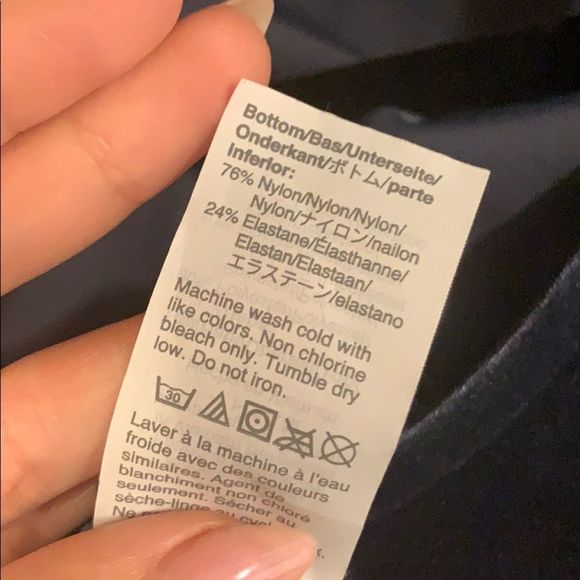 Bottom/Bas/Unterseite/
Onderkant/ボトム/parte
Inferior:
76% Nylon/Nylon/Nylon/
Nylon/ナイロン/nailon
24% Elastane/Élasthanne/
Elastan/Elastaan/
エラステーン/elastano
Machine wash cold with
like colors. Non chlorine
bleach only. Tumble dry
low. Do not iron.
30
Laver à la machine à l'eau
froide avec des couleurs
similaires. Agent de
blanchiment non chloré
seulement. Sécher au
sèche-linge au
Ne